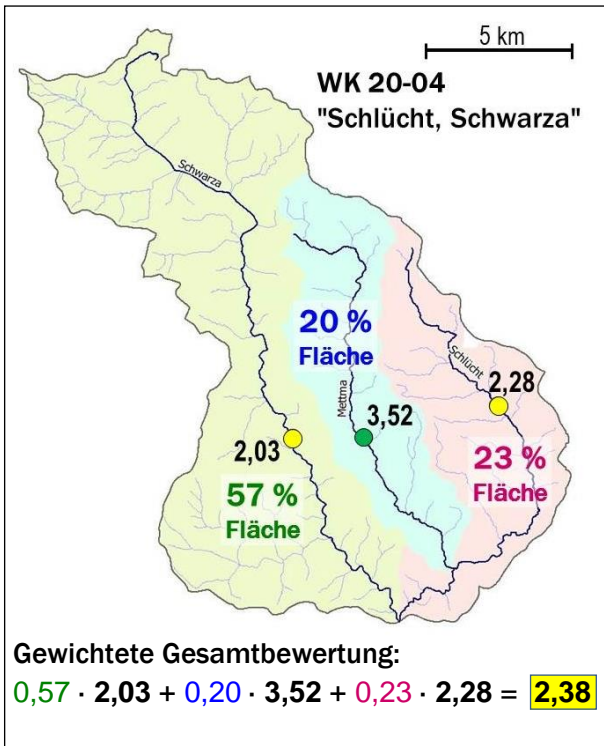 5 km
WK 20-04
"Schlücht, Schwarza"
Schwarza
20 %
Fläche
Schlücht
2,28
Mettma
3,52
2,03
23 %
Fläche
57 %
Fläche
Gewichtete Gesamtbewertung:
0,57 · 2,03 + 0,20 · 3,52 + 0,23 · 2,28 = 2,38